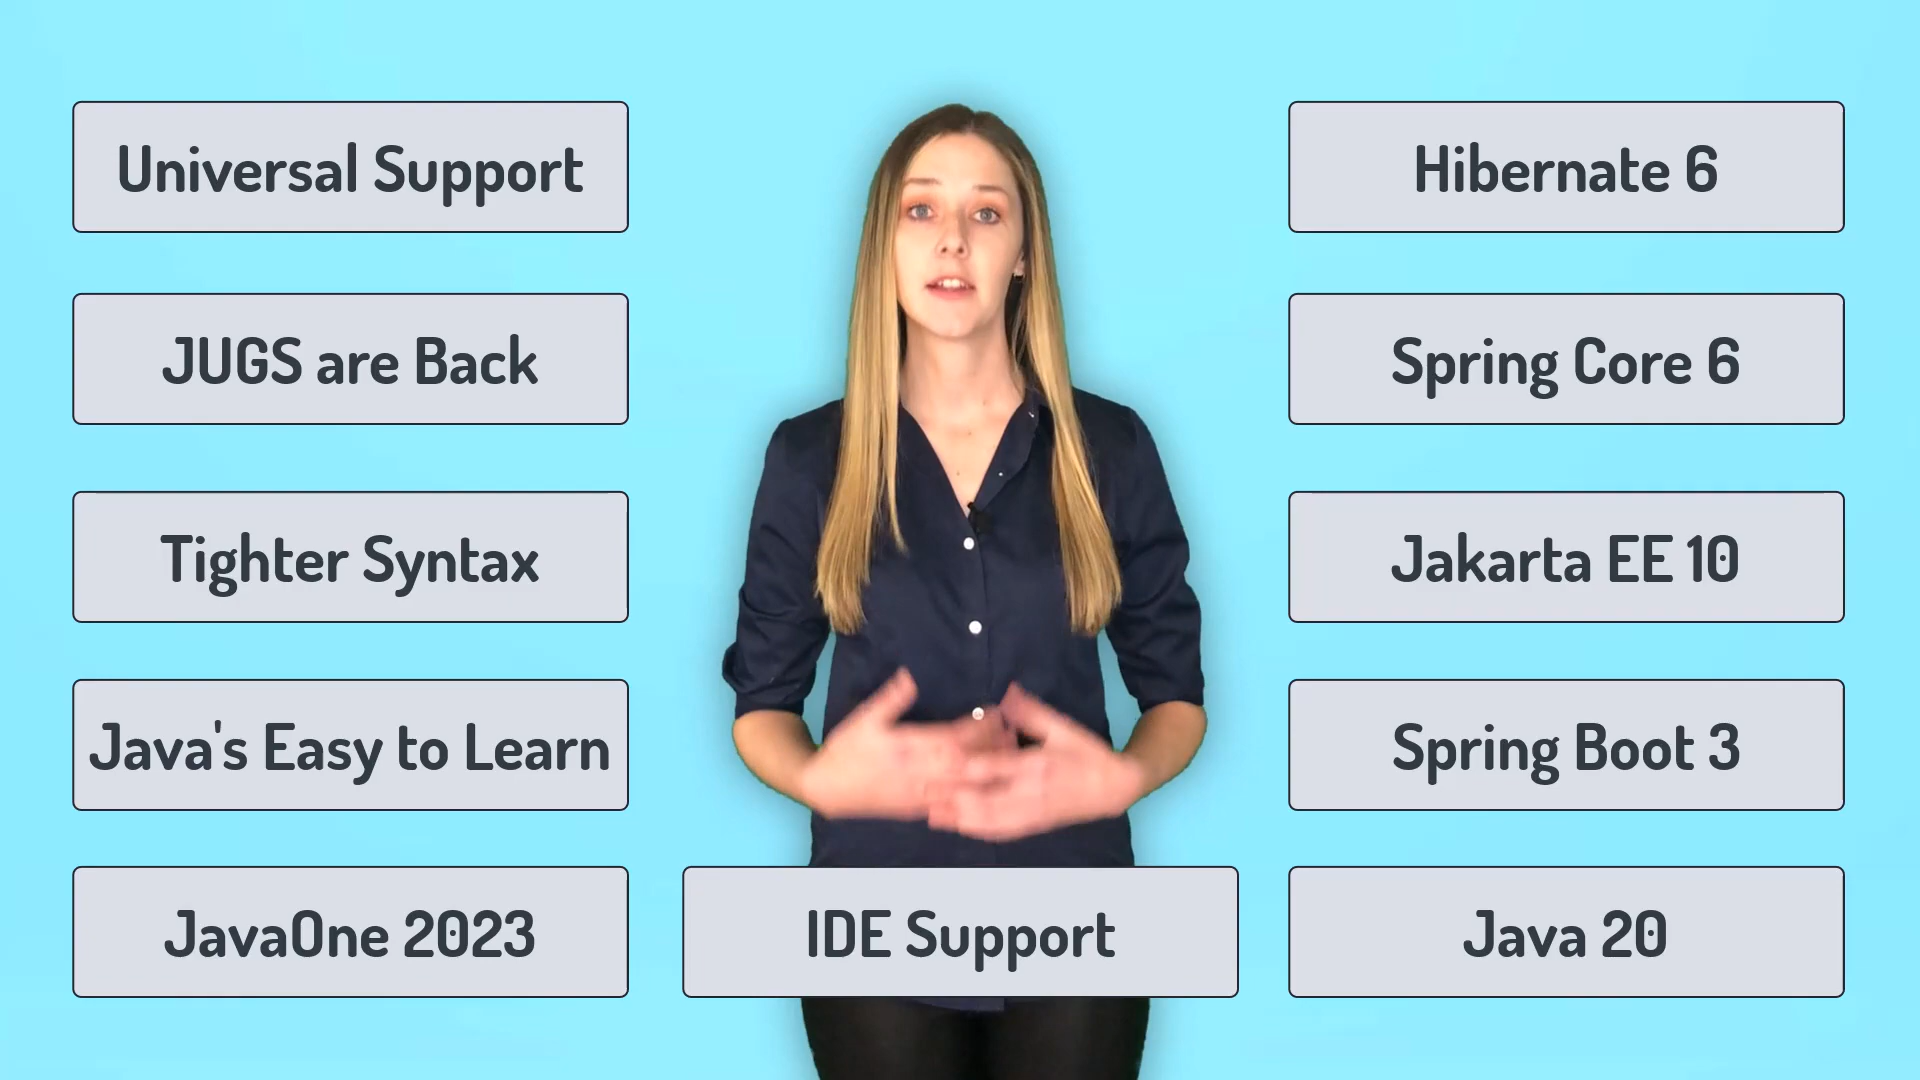 Universal Support
JUGS are Back
Tighter Syntax
Java's Easy to Learn
JavaOne 2023
IDE Support
Hibernate 6
Spring Core 6
Jakarta EE 10
Spring Boot 3
Java 20